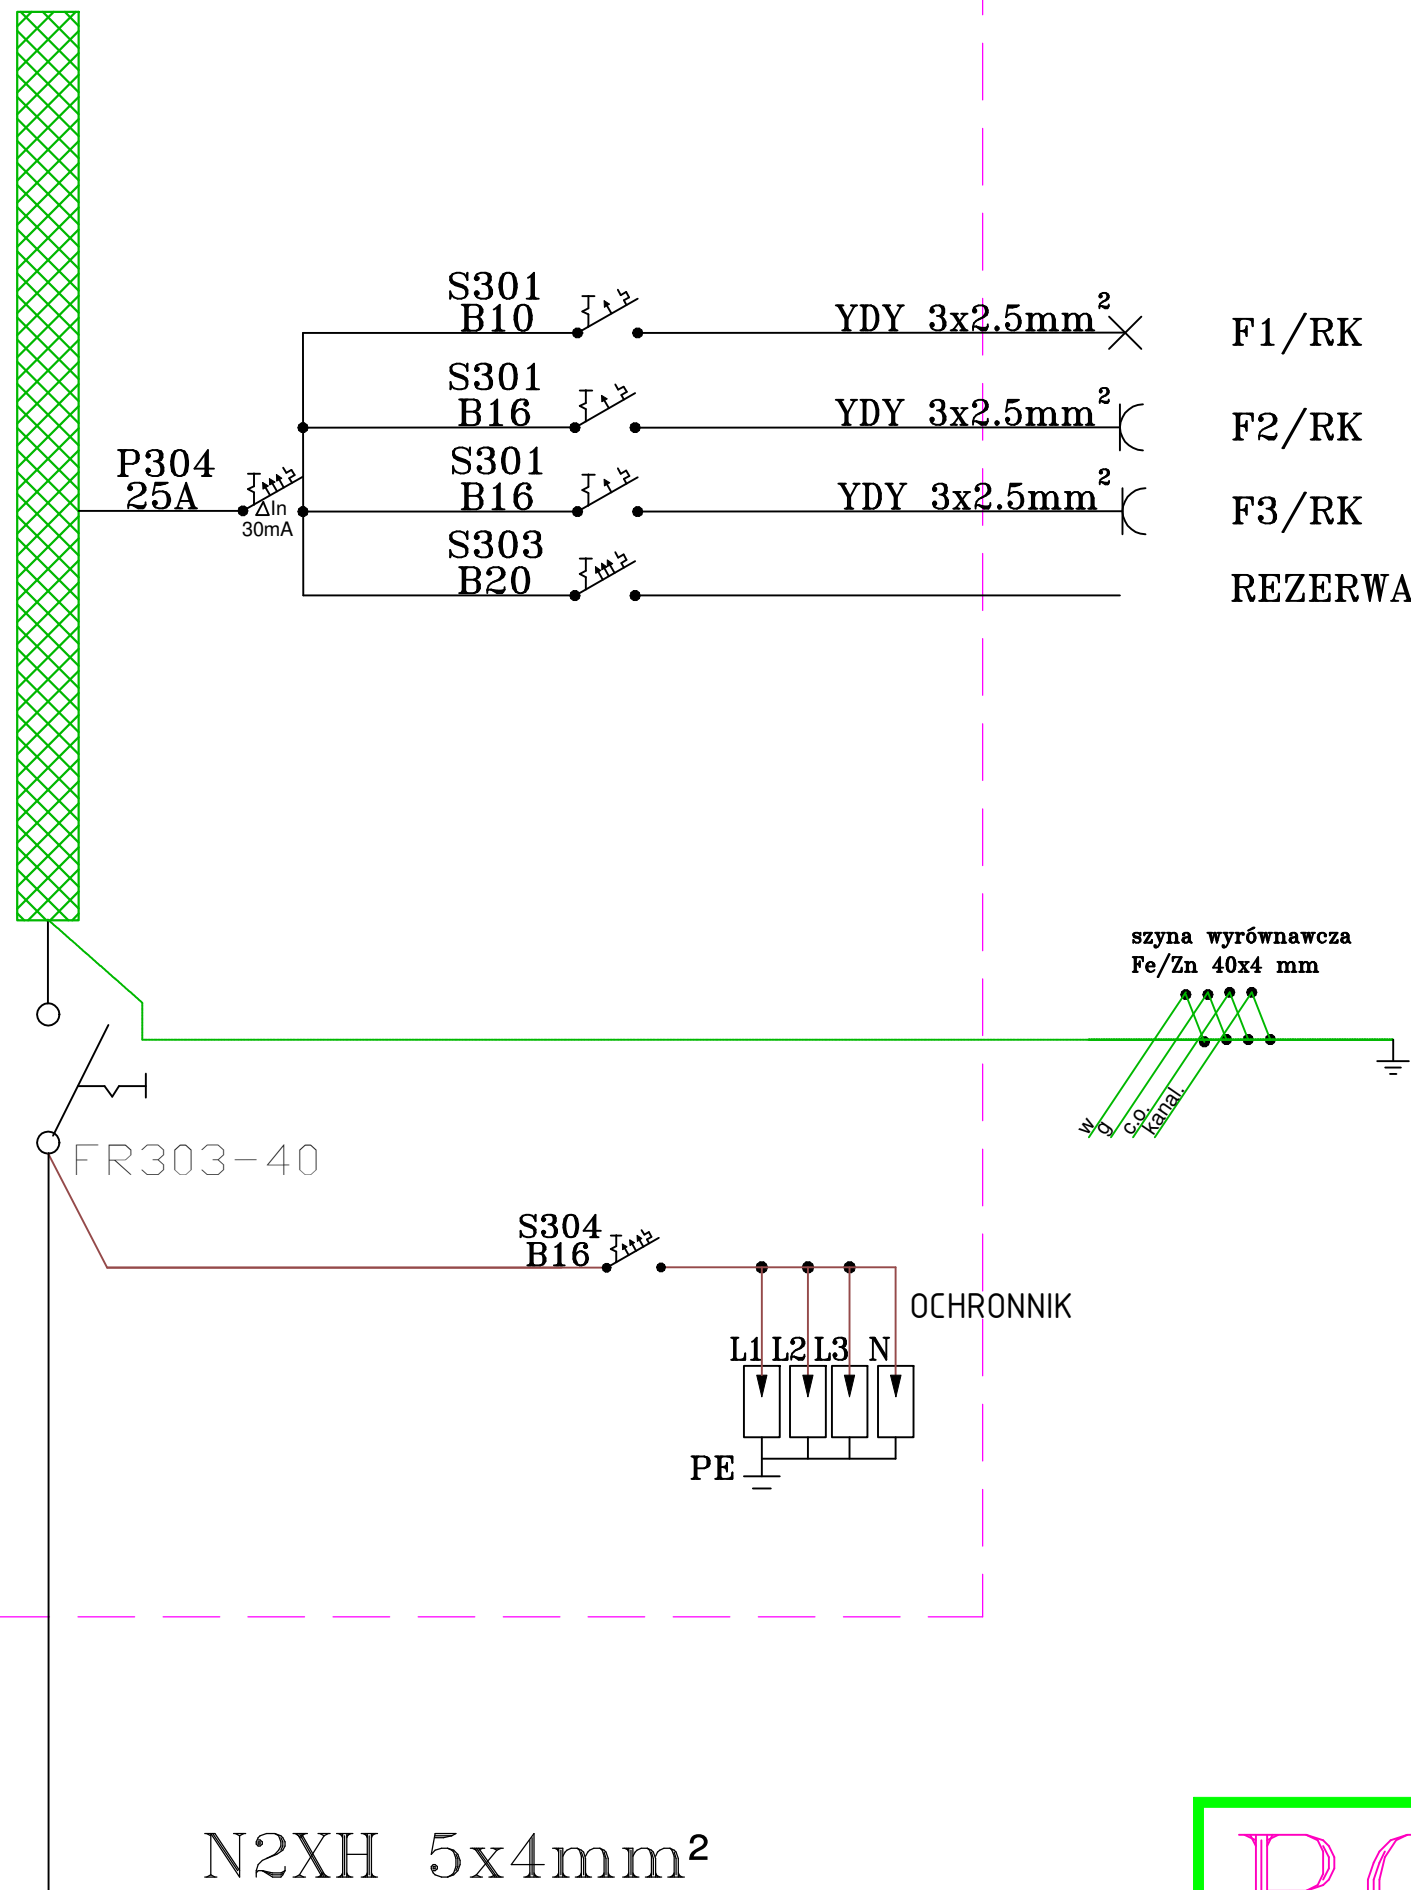 S301
B10
YDY 3x2.5mm²
F1/RK
S301
B16
YDY 3x2.5mm²
F2/RK
P304
25A
ΔIn
30mA
S301
B16
YDY 3x2.5mm²
F3/RK
S303
B20
REZERWA
szyna wyrównawcza
Fe/Zn 40x4 mm
w
g
c.o.
kanal.
FR303-40
S304
B16
OCHRONNIK
L1 L2 L3 N
PE
N2XH 5x4mm²